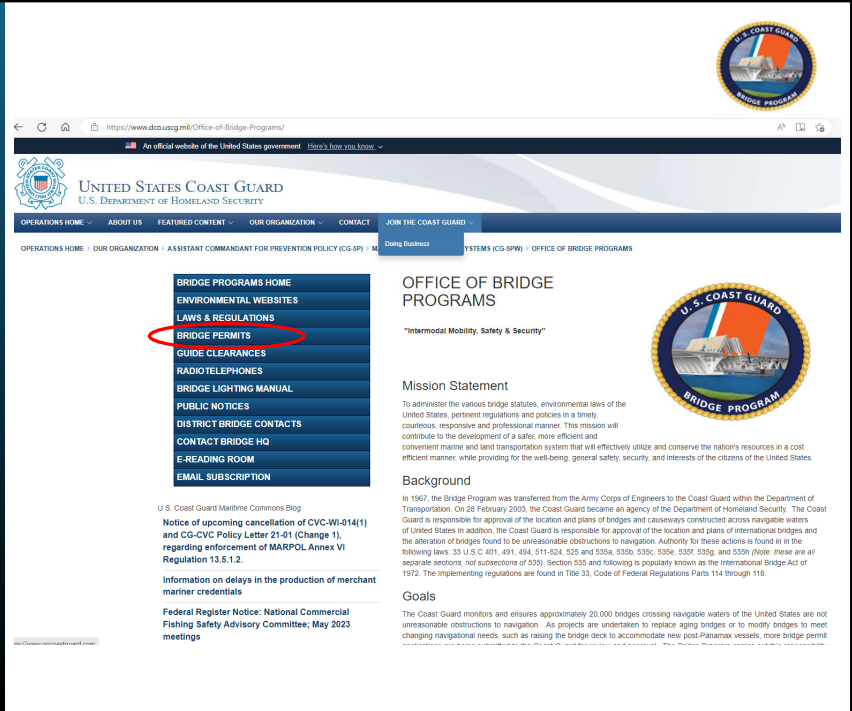 U. S. COAST GUARD
BRIDGE PROGRAM
https://www.dco.uscg.mil/Office-of-Bridge-Programs/
An official website of the United States government Here's how you know
UNITED STATES COAST GUARD
U.S. DEPARTMENT OF HOMELAND SECURITY
OPERATIONS HOME ABOUT US FEATURED CONTENT OUR ORGANIZATION CONTACT JOIN THE COAST GUARD
Doing Business
OPERATIONS HOME > OUR ORGANIZATION > ASSISTANT COMMANDANT FOR PREVENTION POLICY (CG-5P) > M YSTEMS (CG-5PW) > OFFICE OF BRIDGE PROGRAMS
BRIDGE PROGRAMS HOME
ENVIRONMENTAL WEBSITES
LAWS & REGULATIONS
BRIDGE PERMITS
GUIDE CLEARANCES
RADIOTELEPHONES
BRIDGE LIGHTING MANUAL
PUBLIC NOTICES
DISTRICT BRIDGE CONTACTS
CONTACT BRIDGE HQ
E-READING ROOM
EMAIL SUBSCRIPTION
U.S. Coast Guard Maritime Commons Blog
Notice of upcoming cancellation of CVC-WI-014(1)
and CG-CVC Policy Letter 21-01 (Change 1),
regarding enforcement of MARPOL Annex VI
Regulation 13.5.1.2.
Information on delays in the production of merchant
mariner credentials
Federal Register Notice: National Commercial
Fishing Safety Advisory Committee; May 2023
meetings
OFFICE OF BRIDGE
PROGRAMS
"Intermodal Mobility, Safety & Security"
U. S. COAST GUARD
BRIDGE PROGRAM
Mission Statement
To administer the various bridge statutes, environmental laws of the
United States, pertinent regulations and policies in a timely,
courteous, responsive and professional manner. This mission will
contribute to the development of a safer, more efficient and
convenient marine and land transportation system that will effectively utilize and conserve the nation's resources in a cost
efficient manner, while providing for the well-being, general safety, security, and interests of the citizens of the United States.
Background
In 1967, the Bridge Program was transferred from the Army Corps of Engineers to the Coast Guard within the Department of
Transportation. On 28 February 2003, the Coast Guard became an agency of the Department of Homeland Security. The Coast
Guard is responsible for approval of the location and plans of bridges and causeways constructed across navigable waters
of United States In addition, the Coast Guard is responsible for approval of the location and plans of international bridges and
the alteration of bridges found to be unreasonable obstructions to navigation. Authority for these actions is found in in the
following laws: 33 U.S.C 401, 491, 494, 511-524, 525 and 535a, 535b, 535c, 535e, 535f, 535g, and 535h (Note: these are all
separate sections, not subsections of 535). Section 535 and following is popularly known as the International Bridge Act of
1972. The Implementing regulations are found in Title 33, Code of Federal Regulations Parts 114 through 118.
Goals
The Coast Guard monitors and ensures approximately 20,000 bridges crossing navigable waters of the United States are not
unreasonable obstructions to navigation. As projects are undertaken to replace aging bridges or to modify bridges to meet
changing navigational needs, such as raising the bridge deck to accommodate new post-Panamax vessels, more bridge permit